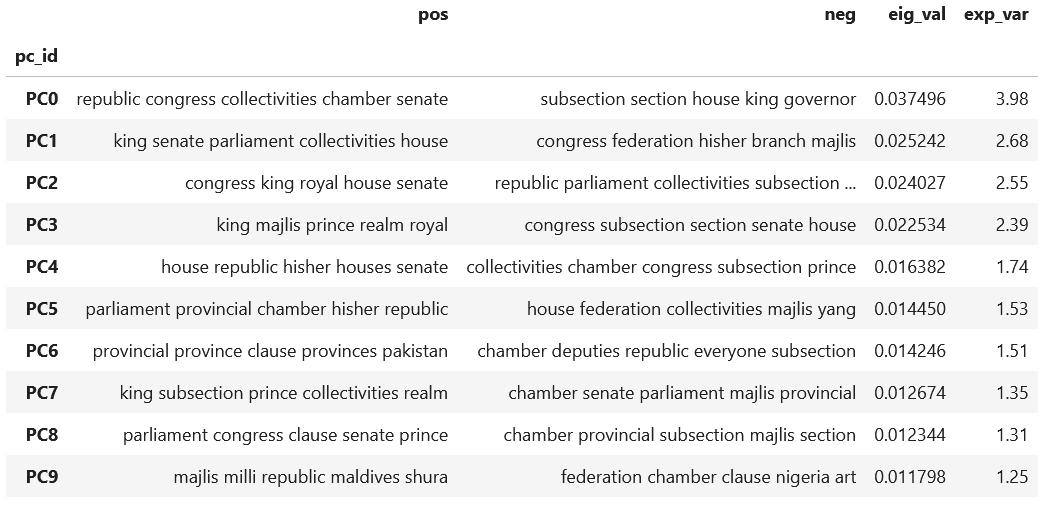 pos neg eig_val exp_var
pc_id
PC0 republic congress collectivities chamber senate subsection section house king governor 0.037496 3.98
PC1 king senate parliament collectivities house congress federation hisher branch majlis 0.025242 2.68
PC2 congress king royal house senate republic parliament collectivities subsection ... 0.024027 2.55
PC3 king majlis prince realm royal congress subsection section senate house 0.022534 2.39
PC4 house republic hisher houses senate collectivities chamber congress subsection prince 0.016382 1.74
PC5 parliament provincial chamber hisher republic house federation collectivities majlis yang 0.014450 1.53
PC6 provincial province clause provinces pakistan chamber deputies republic everyone subsection 0.014246 1.51
PC7 king subsection prince collectivities realm chamber senate parliament majlis provincial 0.012674 1.35
PC8 parliament congress clause senate prince chamber provincial subsection majlis section 0.012344 1.31
PC9 majlis milli republic maldives shura federation chamber clause nigeria art 0.011798 1.25